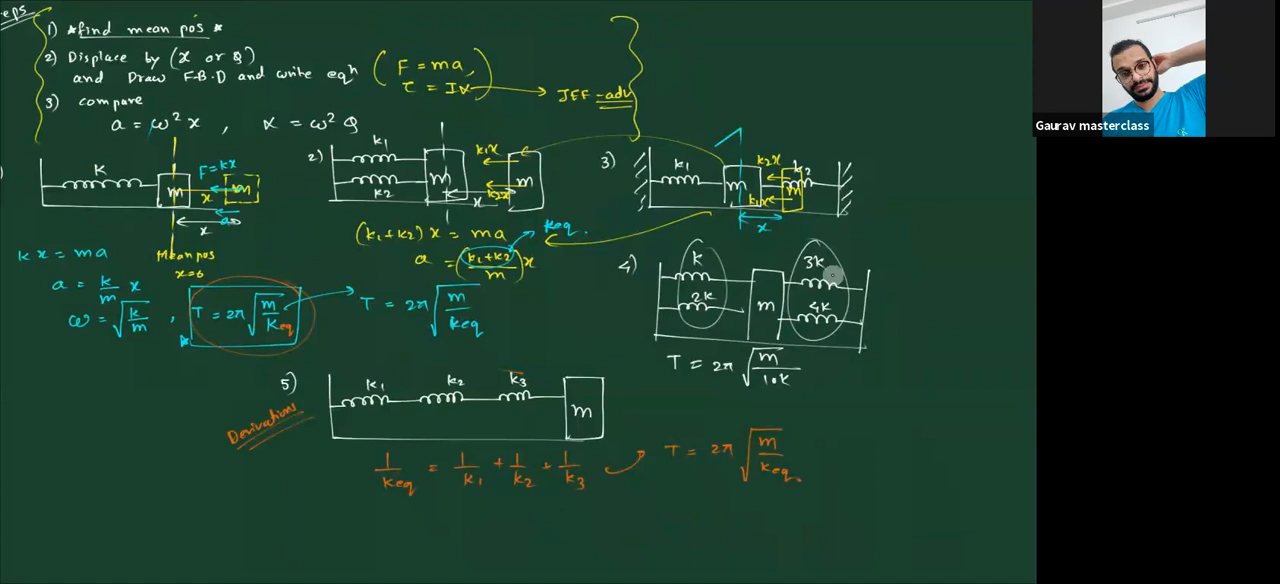 eps
1) *find mean pos *
2) Displace by (x or θ)
and Draw F.B.D and write eqⁿ ( F = ma, τ = Iα ) → JEE-adv
3) compare
a = ω² x , α = ω² θ
K
m
F=kx
m
x
a
x
Mean pos
x=0
kx = ma
a = k/m x
ω = √(k/m) , T = 2π √(m/keq)
2)
k₁
k₂
m
k₁x
k₂x
m
x
(k₁+k₂) x = ma
keq.
a = ((k₁+k₂)/m) x
T = 2π √(m/keq)
3)
k₁
m
k₂x
k₂
k₁x
m
x
4)
k
2k
m
3k
4k
T = 2π √(m/10k)
5)
k₁
k₂
k₃
m
Derivations
1/keq = 1/k₁ + 1/k₂ + 1/k₃
T = 2π √(m/keq.)
Gaurav masterclass